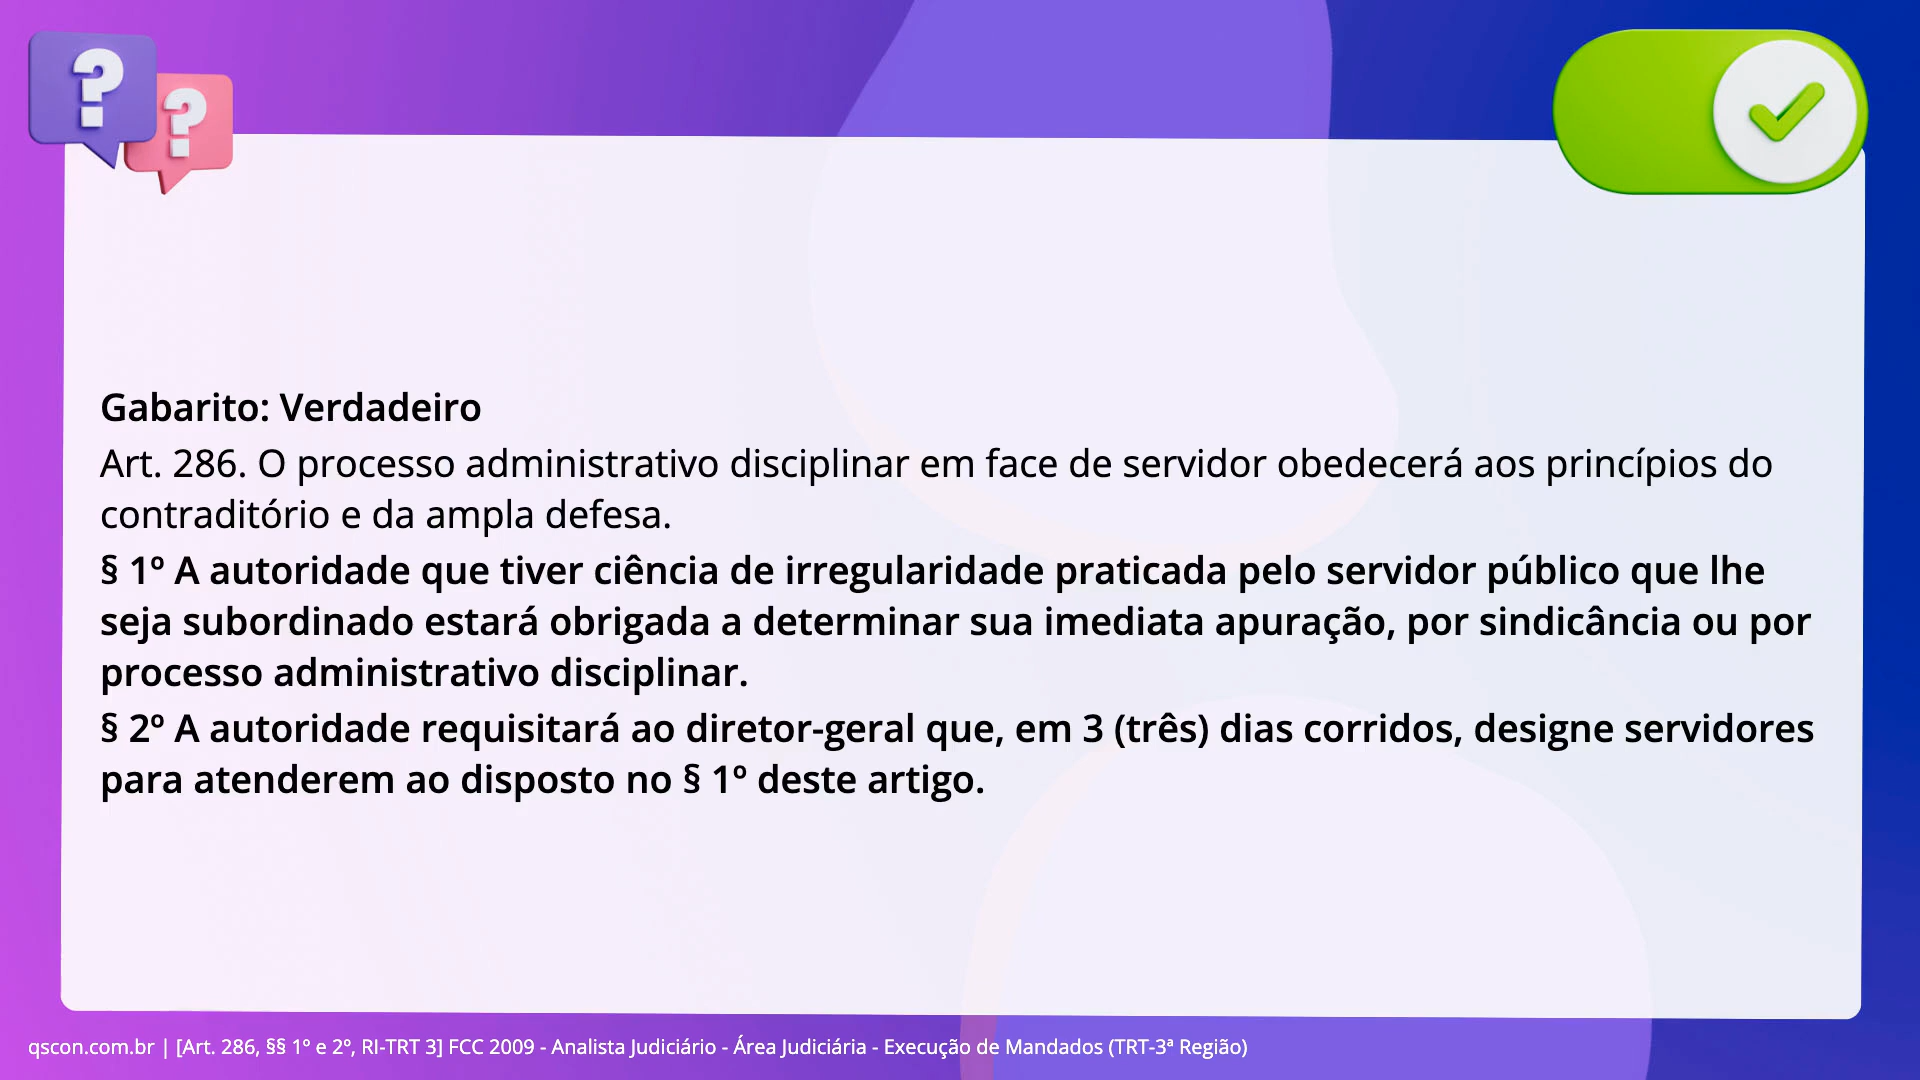 Gabarito: Verdadeiro
Art. 286. O processo administrativo disciplinar em face de servidor obedecerá aos princípios do
contraditório e da ampla defesa.
§ 1º A autoridade que tiver ciência de irregularidade praticada pelo servidor público que lhe
seja subordinado estará obrigada a determinar sua imediata apuração, por sindicância ou por
processo administrativo disciplinar.
§ 2º A autoridade requisitará ao diretor-geral que, em 3 (três) dias corridos, designe servidores
para atenderem ao disposto no § 1º deste artigo.
qscon.com.br | [Art. 286, §§ 1º e 2º, RI-TRT 3] FCC 2009 - Analista Judiciário - Área Judiciária - Execução de Mandados (TRT-3ª Região)